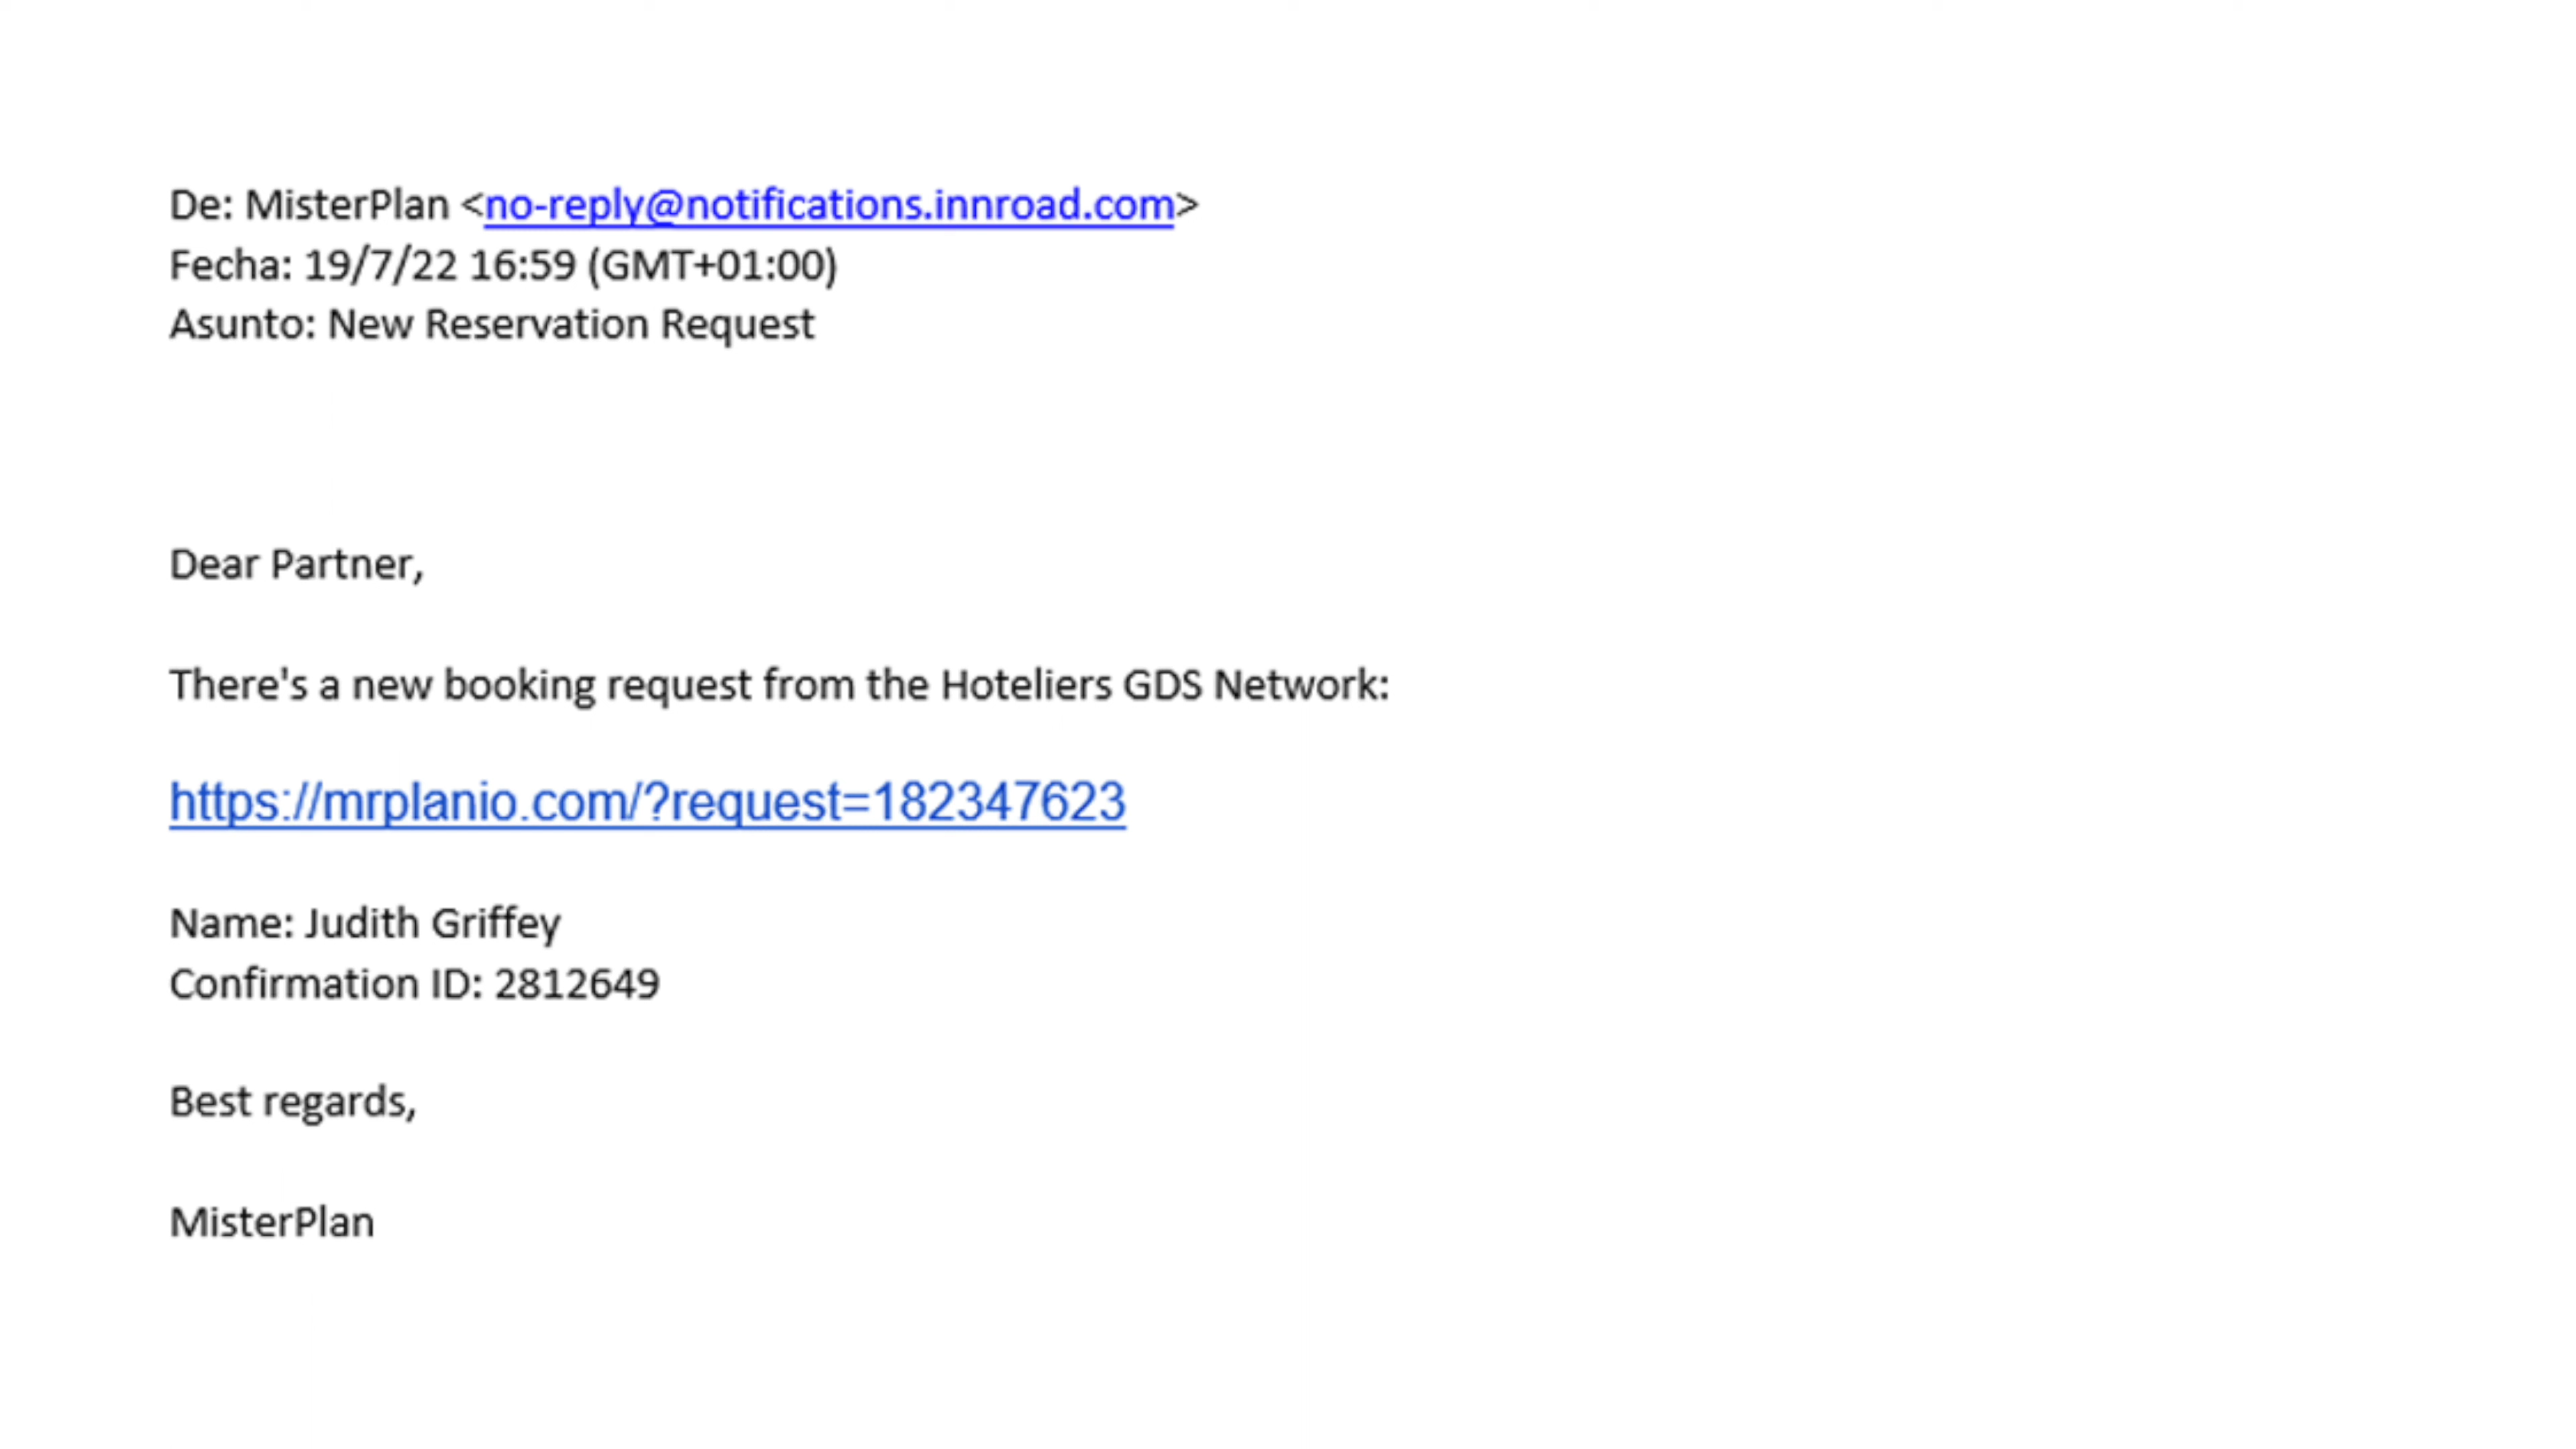 De: MisterPlan <no-reply@notifications.innroad.com>
Fecha: 19/7/22 16:59 (GMT+01:00)
Asunto: New Reservation Request
Dear Partner,
There's a new booking request from the Hoteliers GDS Network:
https://mrplanio.com/?request=182347623
Name: Judith Griffey
Confirmation ID: 2812649
Best regards,
MisterPlan